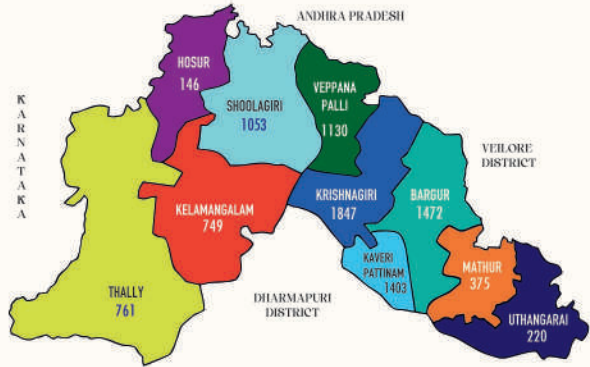 ANDHRA PRADESH
HOSUR
146
SHOOLAGIRI
1053
VEPPANA
PALLI
1130
KARNATAKA
VEILORE
DISTRICT
KELAMANGALAM
749
KRISHNAGIRI
1847
BARGUR
1472
KAVERI
PATTINAM
1403
MATHUR
375
THALLY
761
DHARMAPURI
DISTRICT
UTHANGARAI
220